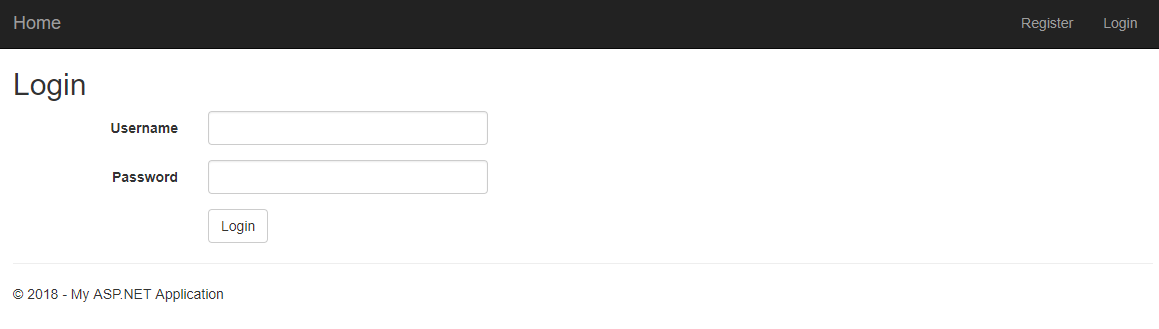 Home Register Login
Login
Username
Password
Login
© 2018 - My ASP.NET Application